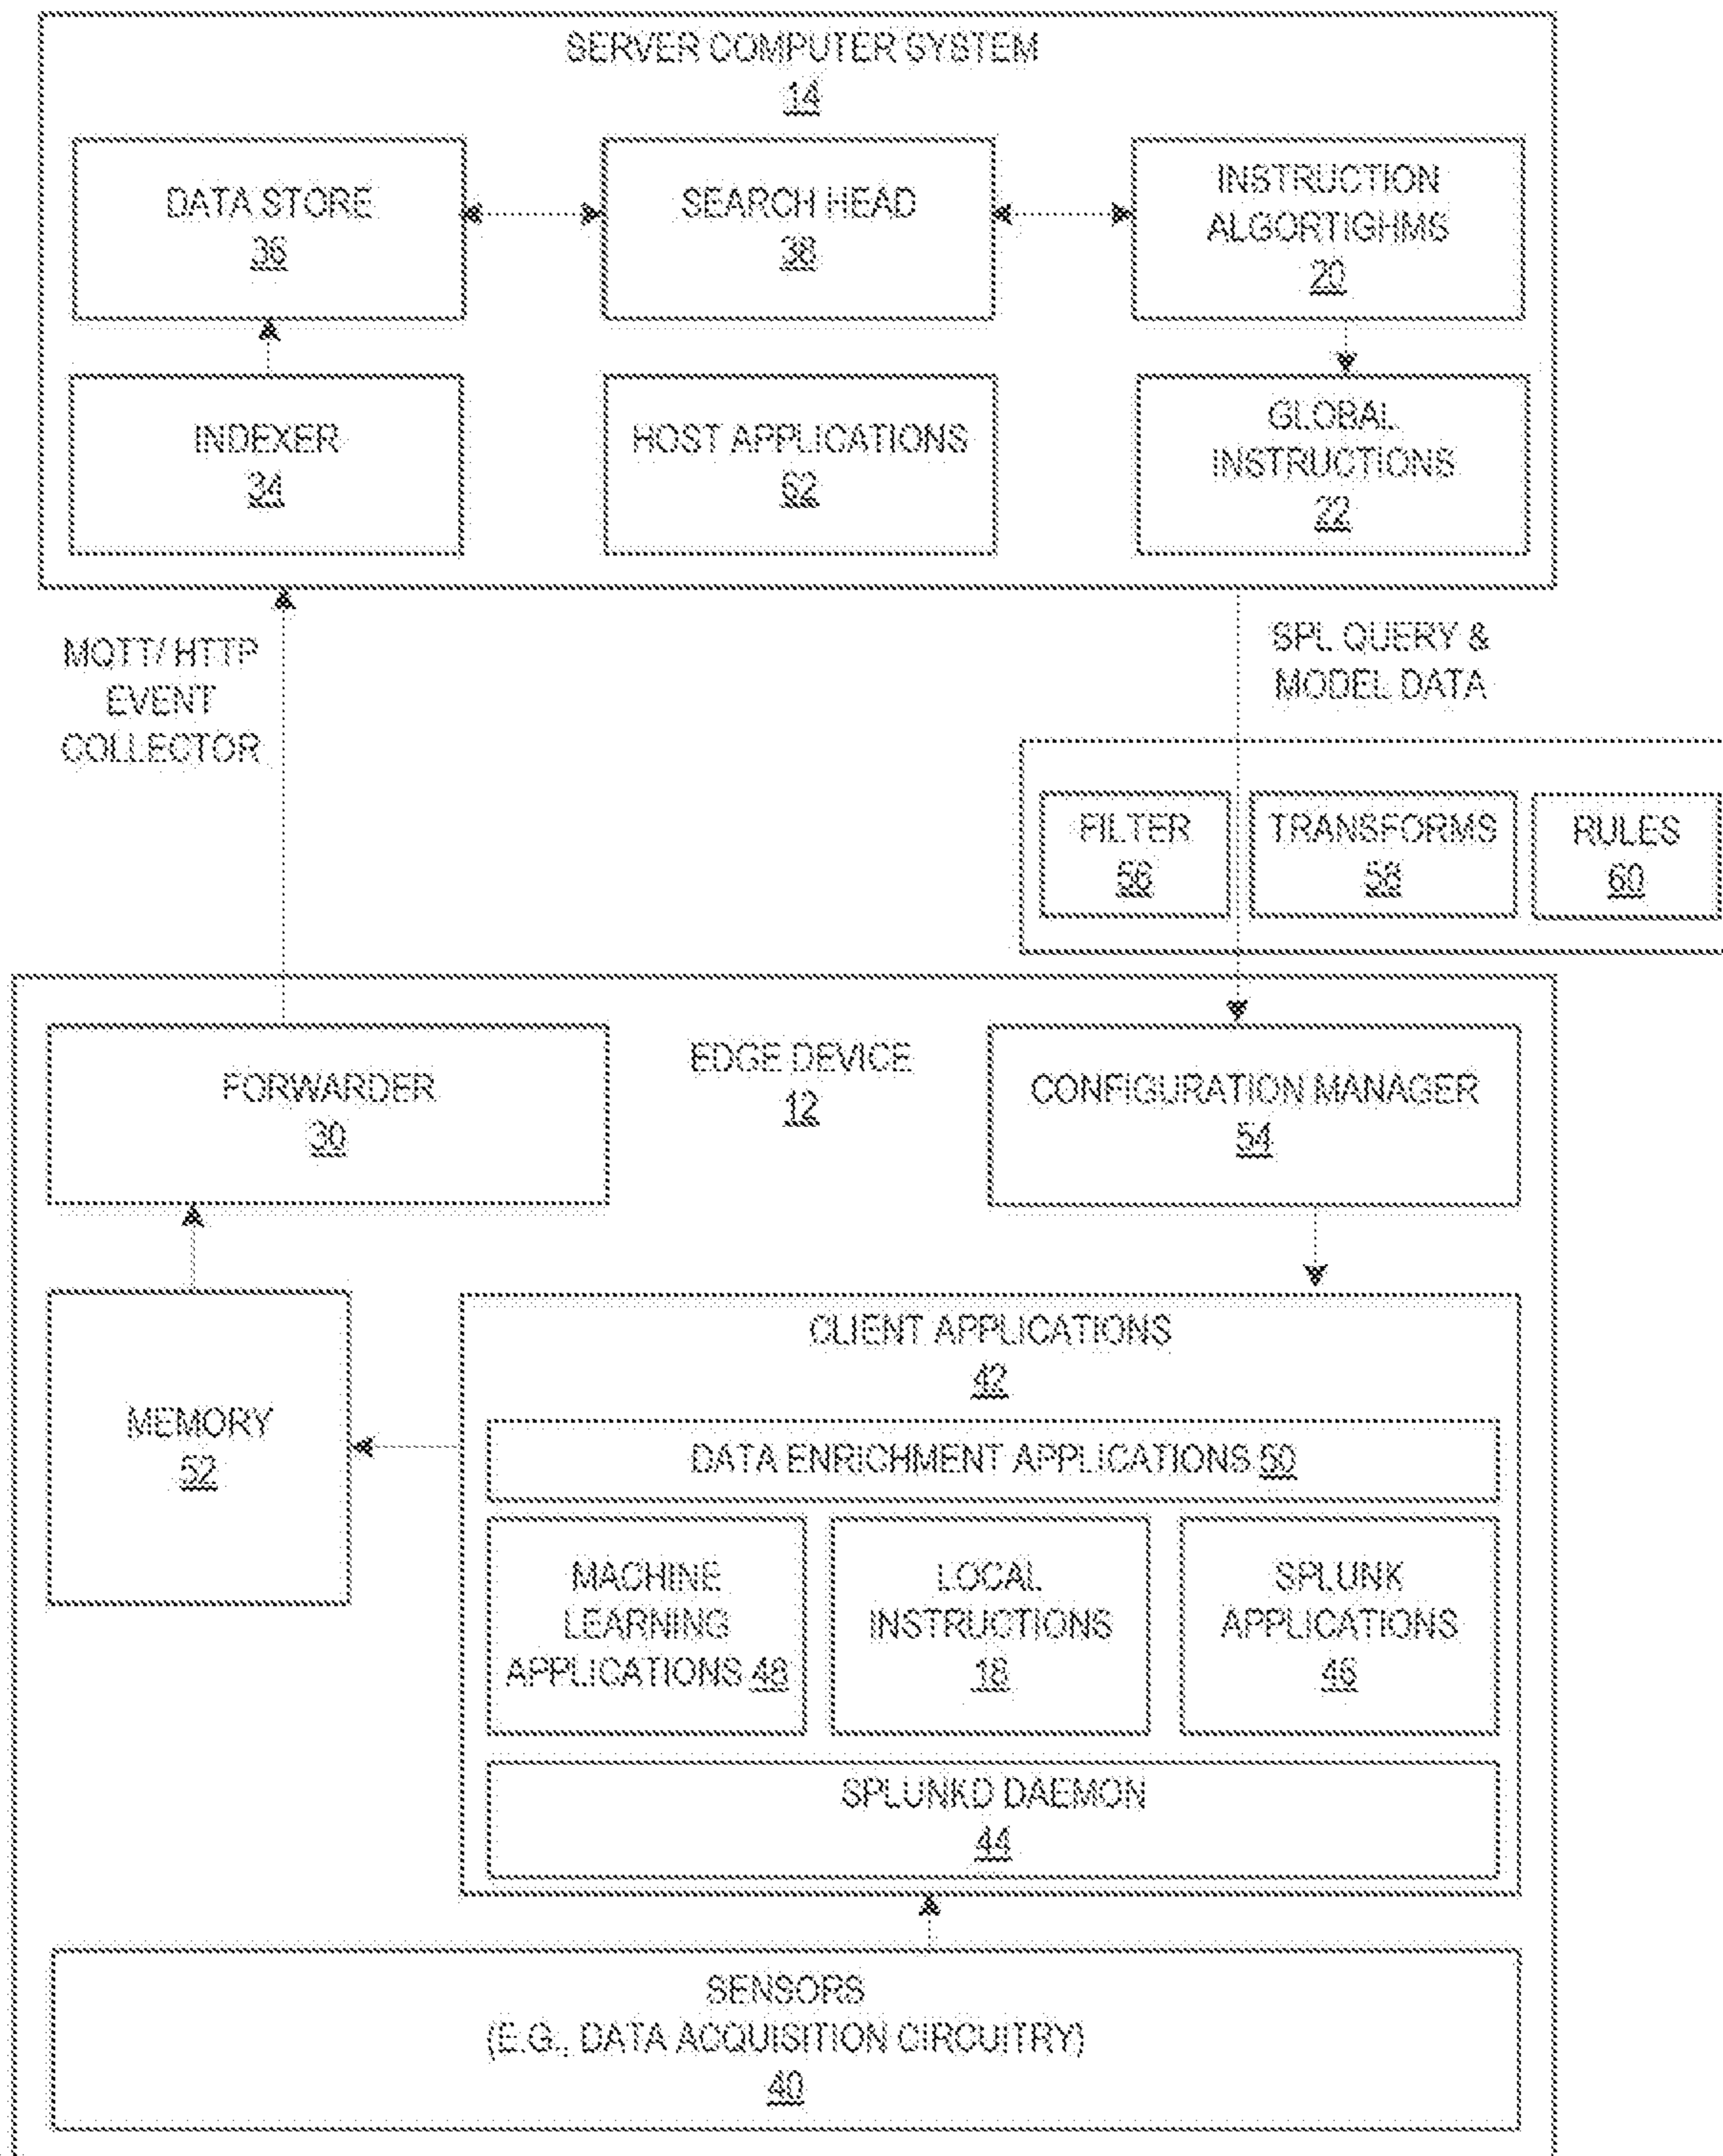 SERVER COMPUTER SYSTEM
14
DATA STORE
36
SEARCH HEAD
38
INSTRUCTION
ALGORTIGHMS
20
INDEXER
34
HOST APPLICATIONS
62
GLOBAL
INSTRUCTIONS
22
MQTT/ HTTP
EVENT
COLLECTOR
SPL QUERY &
MODEL DATA
FILTER
56
TRANSFORMS
58
RULES
60
FORWARDER
30
EDGE DEVICE
12
CONFIGURATION MANAGER
54
MEMORY
52
CLIENT APPLICATIONS
42
DATA ENRICHMENT APPLICATIONS 50
MACHINE
LEARNING
APPLICATIONS 48
LOCAL
INSTRUCTIONS
18
SPLUNK
APPLICATIONS
46
SPLUNKD DAEMON
44
SENSORS
(E.G., DATA ACQUISITION CIRCUITRY)
40